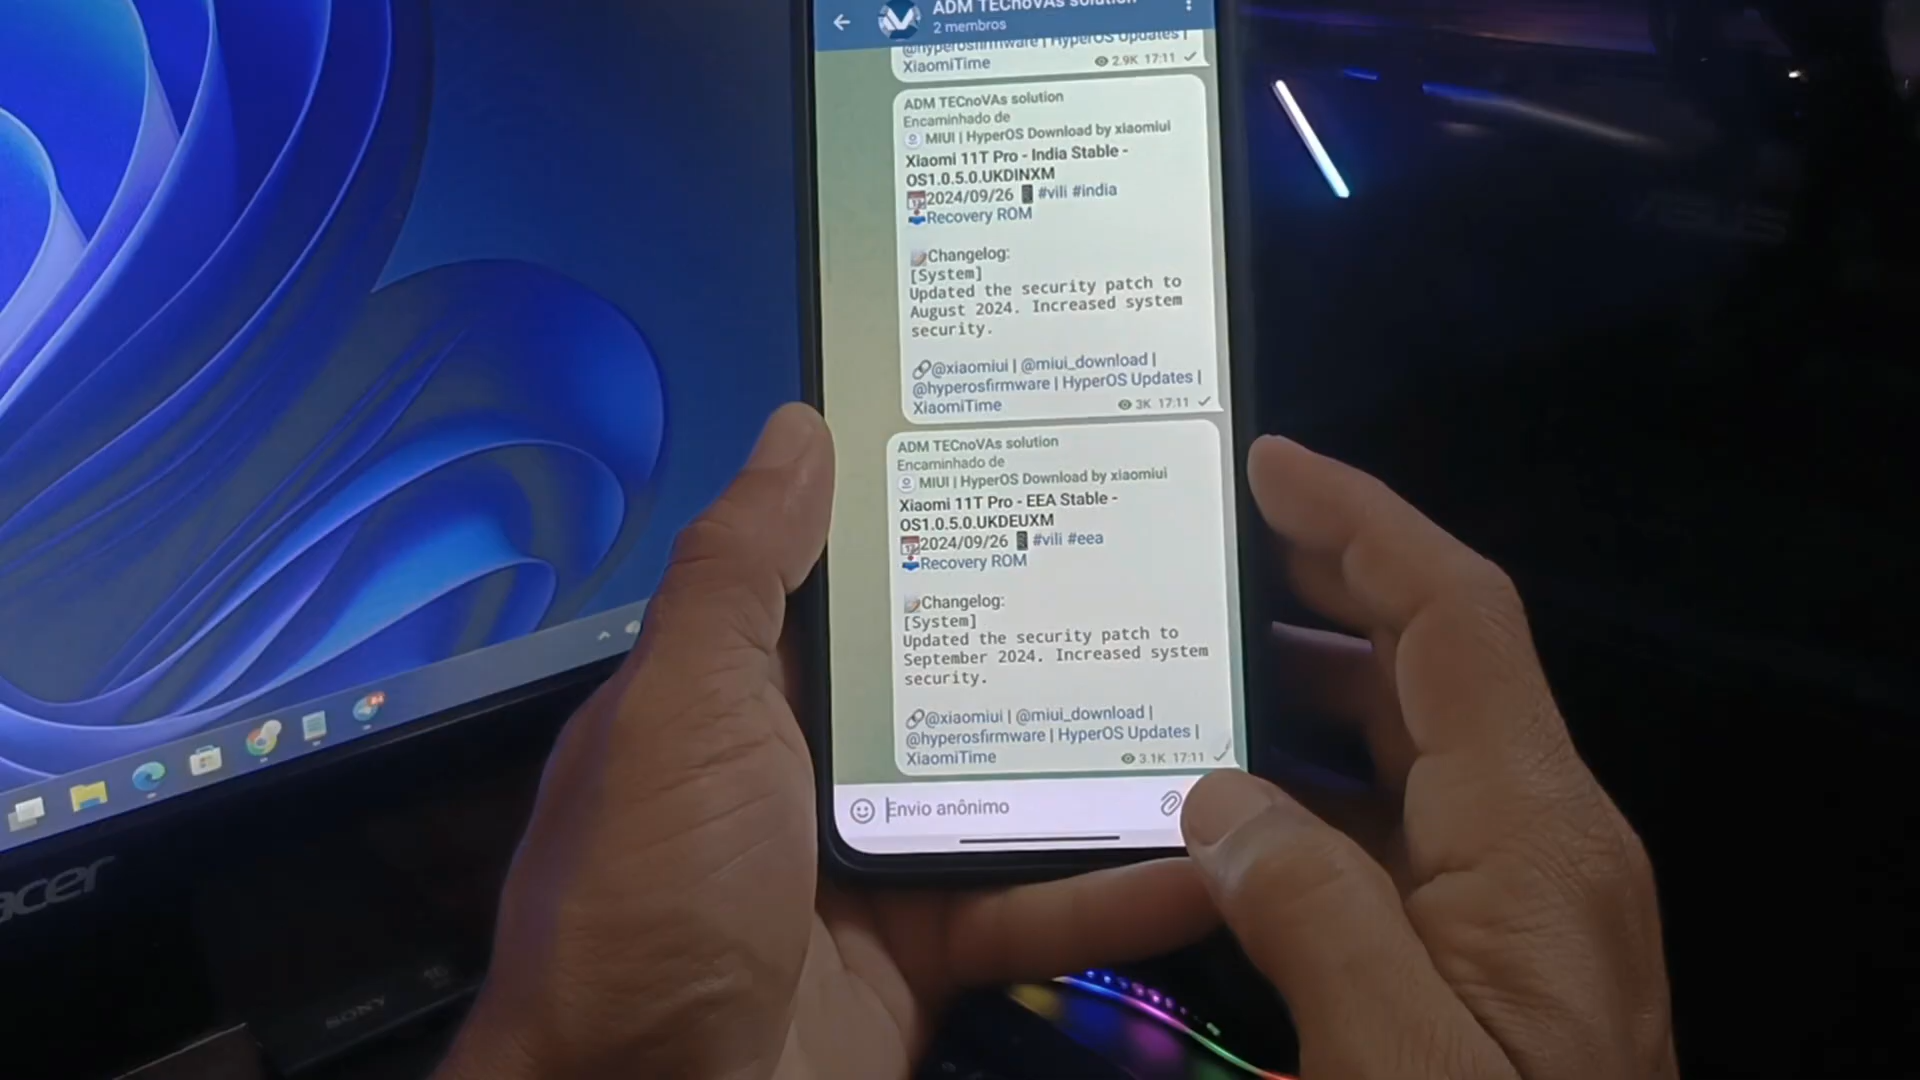 ADM TECnoVAs solution
2 membros
@hyperosfirmware | HyperOS Updates |
XiaomiTime
2.9K 17:11
ADM TECnoVAs solution
Encaminhado de
MIUI | HyperOS Download by xiaomiui
Xiaomi 11T Pro - India Stable -
OS1.0.5.0.UKDINXM
2024/09/26 #vili #india
Recovery ROM
Changelog:
[System]
Updated the security patch to
August 2024. Increased system
security.
@xiaomiui | @miui_download |
@hyperosfirmware | HyperOS Updates |
XiaomiTime
3K 17:11
ADM TECnoVAs solution
Encaminhado de
MIUI | HyperOS Download by xiaomiui
Xiaomi 11T Pro - EEA Stable -
OS1.0.5.0.UKDEUXM
2024/09/26 #vili #eea
Recovery ROM
Changelog:
[System]
Updated the security patch to
September 2024. Increased system
security.
@xiaomiui | @miui_download |
@hyperosfirmware | HyperOS Updates |
XiaomiTime
3.1K 17:11
Envio anônimo
acer
SONY